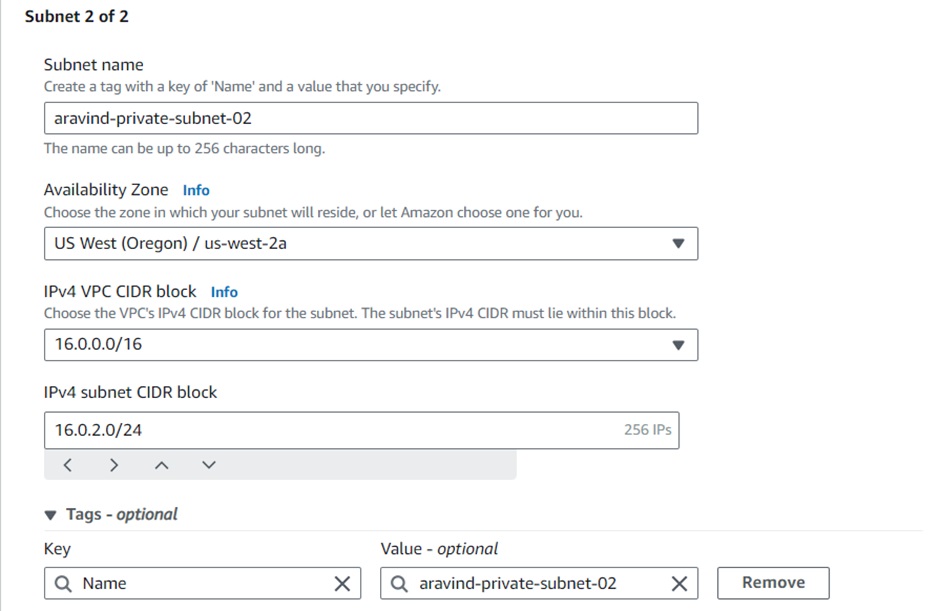 Subnet 2 of 2
Subnet name
Create a tag with a key of 'Name' and a value that you specify.
aravind-private-subnet-02
The name can be up to 256 characters long.
Availability Zone Info
Choose the zone in which your subnet will reside, or let Amazon choose one for you.
US West (Oregon) / us-west-2a
IPv4 VPC CIDR block Info
Choose the VPC's IPv4 CIDR block for the subnet. The subnet's IPv4 CIDR must lie within this block.
16.0.0.0/16
IPv4 subnet CIDR block
16.0.2.0/24 256 IPs
Tags - optional
Key Value - optional
Name aravind-private-subnet-02 Remove